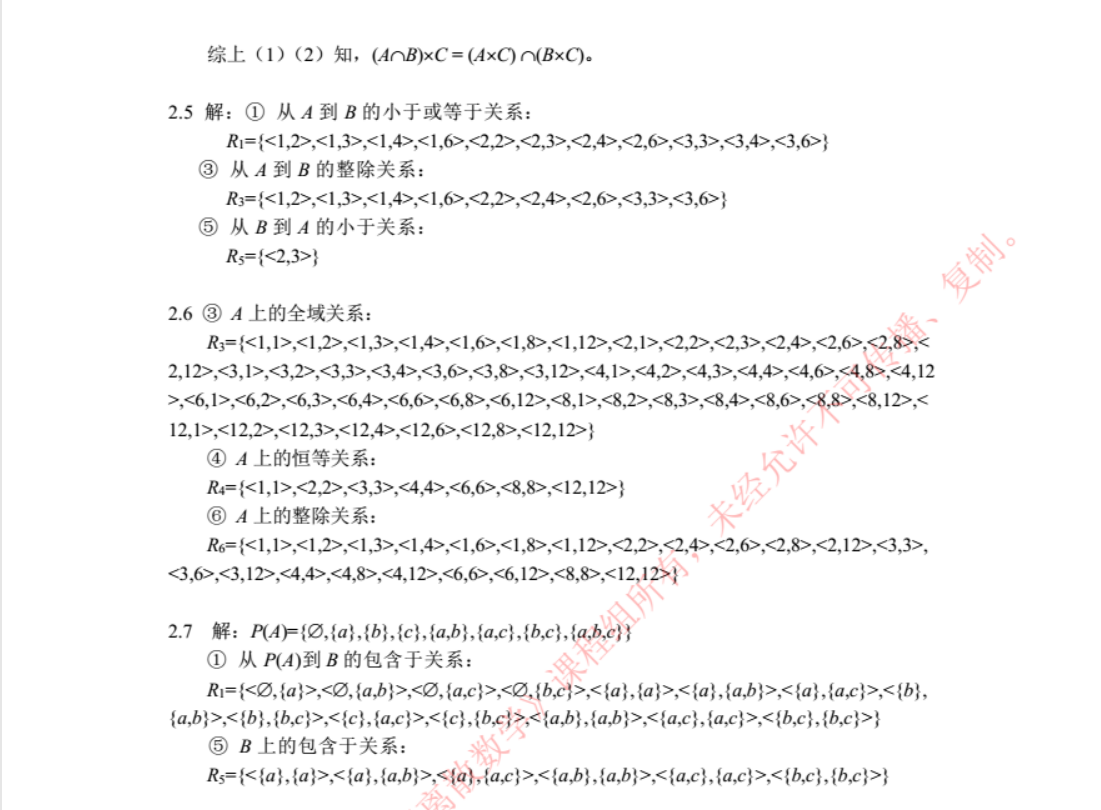 综上（1）（2）知，(A∩B)×C = (A×C) ∩(B×C)。
2.5 解：① 从 A 到 B 的小于或等于关系：
R₁={<1,2>,<1,3>,<1,4>,<1,6>,<2,2>,<2,3>,<2,4>,<2,6>,<3,3>,<3,4>,<3,6>}
③ 从 A 到 B 的整除关系：
R₃={<1,2>,<1,3>,<1,4>,<1,6>,<2,2>,<2,4>,<2,6>,<3,3>,<3,6>}
⑤ 从 B 到 A 的小于关系：
R₅={<2,3>}
2.6 ③ A 上的全域关系：
R₃={<1,1>,<1,2>,<1,3>,<1,4>,<1,6>,<1,8>,<1,12>,<2,1>,<2,2>,<2,3>,<2,4>,<2,6>,<2,8>,<
2,12>,<3,1>,<3,2>,<3,3>,<3,4>,<3,6>,<3,8>,<3,12>,<4,1>,<4,2>,<4,3>,<4,4>,<4,6>,<4,8>,<4,12
>,<6,1>,<6,2>,<6,3>,<6,4>,<6,6>,<6,8>,<6,12>,<8,1>,<8,2>,<8,3>,<8,4>,<8,6>,<8,8>,<8,12>,<
12,1>,<12,2>,<12,3>,<12,4>,<12,6>,<12,8>,<12,12>}
④ A 上的恒等关系：
R₄={<1,1>,<2,2>,<3,3>,<4,4>,<6,6>,<8,8>,<12,12>}
⑥ A 上的整除关系：
R₆={<1,1>,<1,2>,<1,3>,<1,4>,<1,6>,<1,8>,<1,12>,<2,2>,<2,4>,<2,6>,<2,8>,<2,12>,<3,3>,
<3,6>,<3,12>,<4,4>,<4,8>,<4,12>,<6,6>,<6,12>,<8,8>,<12,12>}
2.7 解：P(A)={∅,{a},{b},{c},{a,b},{a,c},{b,c},{a,b,c}}
① 从 P(A)到 B 的包含于关系：
R₁={<∅,{a}>,<∅,{a,b}>,<∅,{a,c}>,<∅,{b,c}>,<{a},{a}>,<{a},{a,b}>,<{a},{a,c}>,<{b},
{a,b}>,<{b},{b,c}>,<{c},{a,c}>,<{c},{b,c}>,<{a,b},{a,b}>,<{a,c},{a,c}>,<{b,c},{b,c}>}
⑤ B 上的包含于关系：
R₅={<{a},{a}>,<{a},{a,b}>,<{a},{a,c}>,<{a,b},{a,b}>,<{a,c},{a,c}>,<{b,c},{b,c}>}
离散数学》课程组所有，未经允许不可传播、复制。